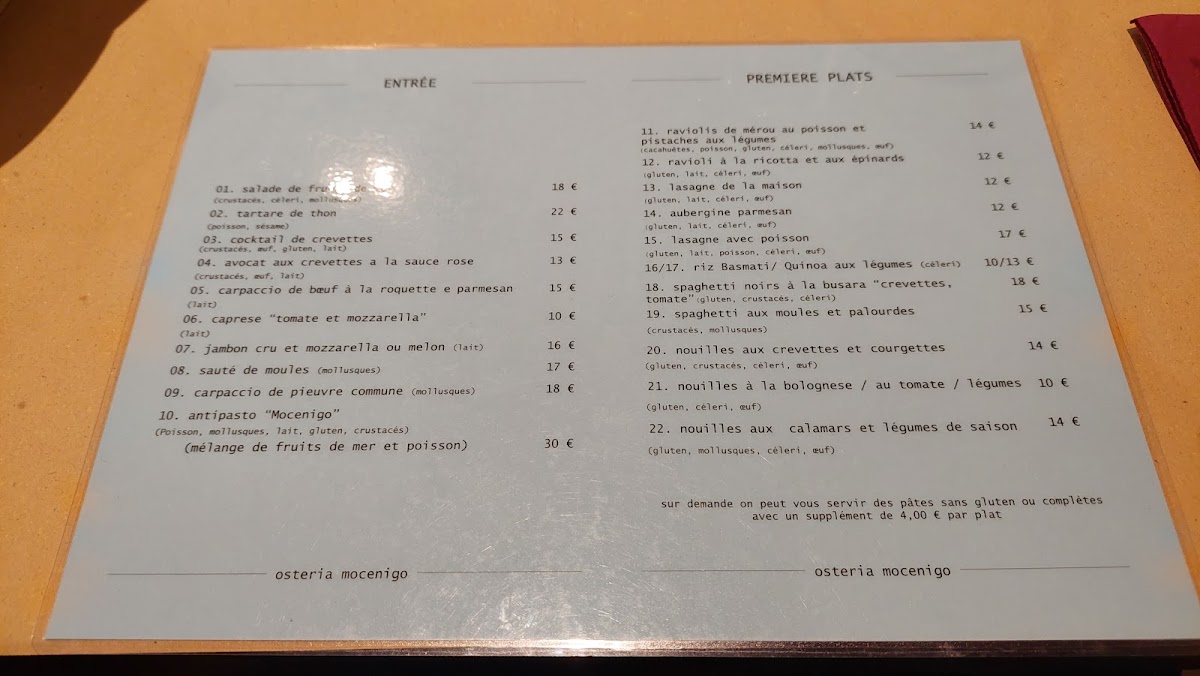 ENTRÉE
01. salade de 18 €
(crustacés, céleri, mollusques)
02. tartare de thon 22 €
(poisson, sésame)
03. cocktail de crevettes 15 €
(crustacés, œuf, gluten, lait)
04. avocat aux crevettes a la sauce rose 13 €
(crustacés, œuf, lait)
05. carpaccio de bœuf à la roquette e parmesan 15 €
(lait)
06. caprese “tomate et mozzarella” 10 €
(lait)
07. jambon cru et mozzarella ou melon (lait) 16 €
08. sauté de moules (mollusques) 17 €
09. carpaccio de pieuvre commune (mollusques) 18 €
10. antipasto “Mocenigo”
(Poisson, mollusques, lait, gluten, crustacés)
(mélange de fruits de mer et poisson) 30 €
osteria mocenigo
PREMIERE PLATS
11. raviolis de mérou au poisson et 14 €
pistaches aux légumes
(cacahuètes, poisson, gluten, céleri, mollusques, œuf)
12. ravioli à la ricotta et aux épinards 12 €
(gluten, lait, céleri, œuf)
13. lasagne de la maison 12 €
(gluten, lait, céleri, œuf)
14. aubergine parmesan 12 €
(gluten, lait, céleri, œuf)
15. lasagne avec poisson 17 €
(gluten, lait, poisson, céleri, œuf)
16/17. riz Basmati/ Quinoa aux légumes (céleri) 10/13 €
18. spaghetti noirs à la busara “crevettes, 18 €
tomate” (gluten, crustacés, céleri)
19. spaghetti aux moules et palourdes 15 €
(crustacés, mollusques)
20. nouilles aux crevettes et courgettes 14 €
(gluten, crustacés, céleri, œuf)
21. nouilles à la bolognese / au tomate / légumes 10 €
(gluten, céleri, œuf)
22. nouilles aux calamars et légumes de saison 14 €
(gluten, mollusques, céleri, œuf)
sur demande on peut vous servir des pâtes sans gluten ou complètes
avec un supplément de 4,00 € par plat
osteria mocenigo